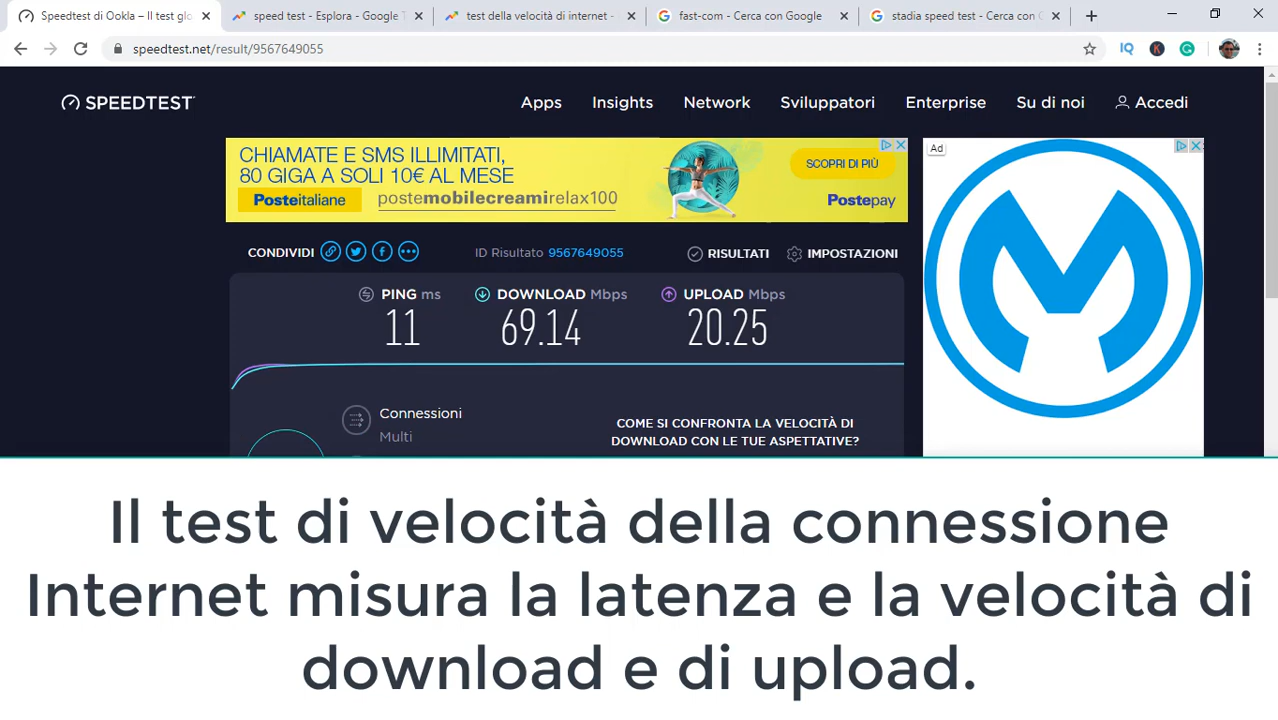 Speedtest di Ookla – Il test glo
speed test - Esplora - Google T
test della velocità di internet -
fast-com - Cerca con Google
stadia speed test - Cerca con G
speedtest.net/result/9567649055
IQ
K
G
SPEEDTEST
Apps Insights Network Sviluppatori Enterprise Su di noi Accedi
CHIAMATE E SMS ILLIMITATI,
80 GIGA A SOLI 10€ AL MESE
SCOPRI DI PIÙ
Posteitaliane postemobilecreamirelax100 Postepay
Ad
CONDIVIDI ID Risultato 9567649055 RISULTATI IMPOSTAZIONI
PING ms DOWNLOAD Mbps UPLOAD Mbps
11 69.14 20.25
Connessioni
Multi
COME SI CONFRONTA LA VELOCITÀ DI
DOWNLOAD CON LE TUE ASPETTATIVE?
Il test di velocità della connessione
Internet misura la latenza e la velocità di
download e di upload.